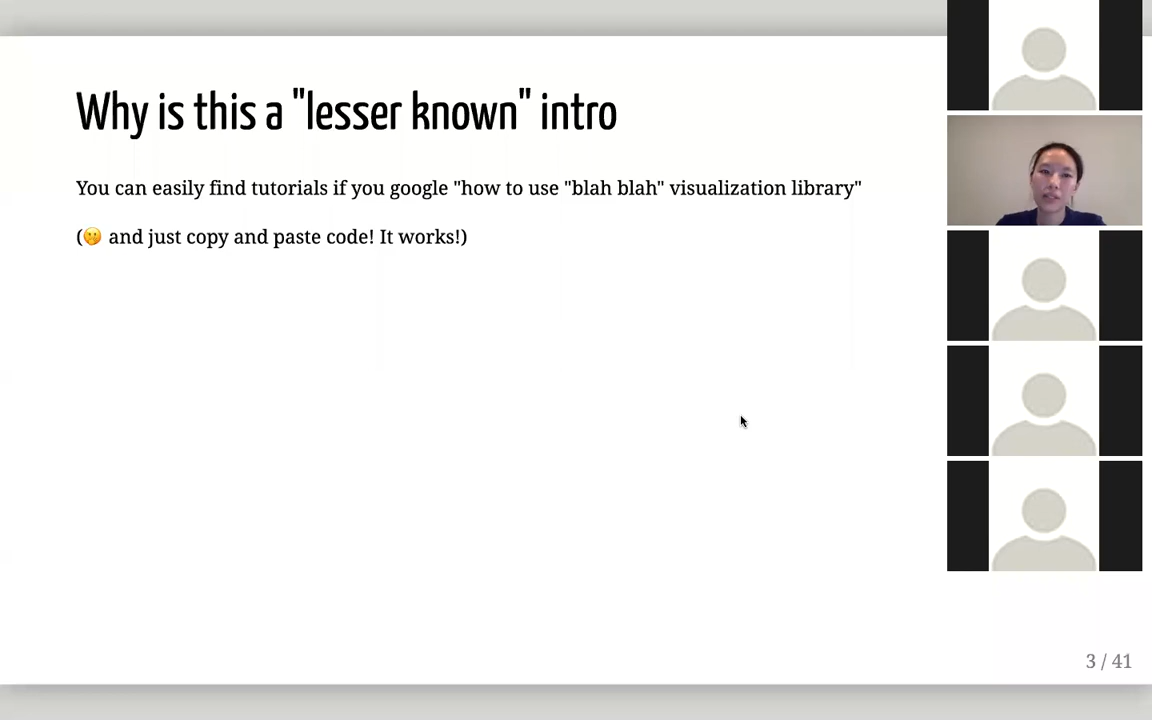 Why is this a "lesser known" intro
You can easily find tutorials if you google "how to use "blah blah" visualization library"
(🤫 and just copy and paste code! It works!)
3 / 41